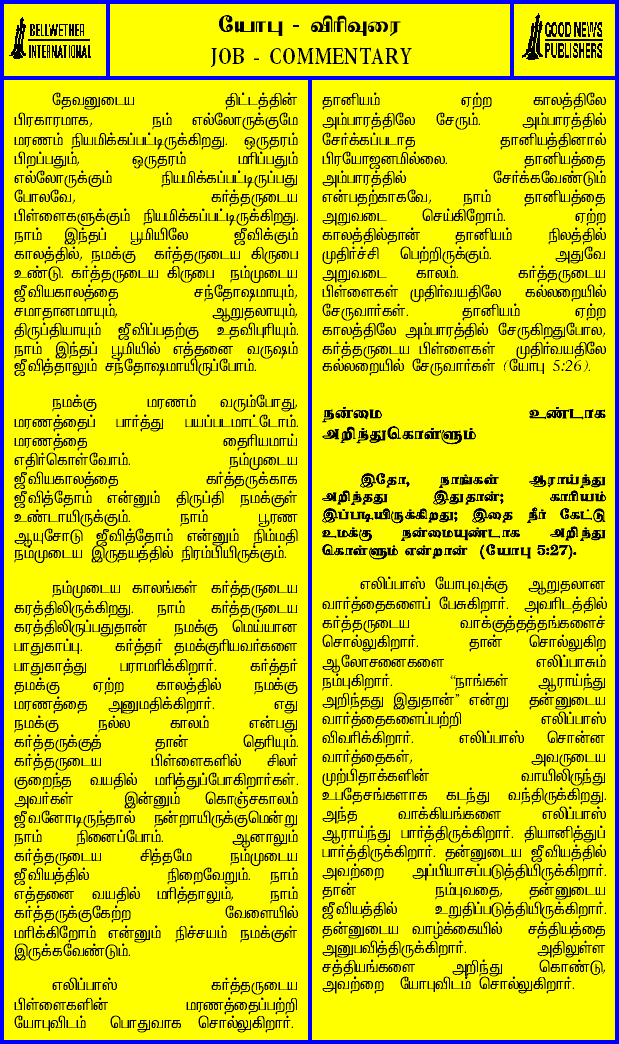 BELLWETHER
INTERNATIONAL
யோபு - விரிவுரை
JOB - COMMENTARY
GOOD NEWS
PUBLISHERS
தேவனுடைய திட்டத்தின்
பிரகாரமாக, நம் எல்லோருக்குமே
மரணம் நியமிக்கப்பட்டிருக்கிறது. ஒருதரம்
பிறப்பதும், ஒருதரம் மரிப்பதும்
எல்லோருக்கும் நியமிக்கப்பட்டிருப்பது
போலவே, கர்த்தருடைய
பிள்ளைகளுக்கும் நியமிக்கப்பட்டிருக்கிறது.
நாம் இந்தப் பூமியிலே ஜீவிக்கும்
காலத்தில், நமக்கு கர்த்தருடைய கிருபை
உண்டு. கர்த்தருடைய கிருபை நம்முடைய
ஜீவியகாலத்தை சந்தோஷமாயும்,
சமாதானமாயும், ஆறுதலாயும்,
திருப்தியாயும் ஜீவிப்பதற்கு உதவிபுரியும்.
நாம் இந்தப் பூமியில் எத்தனை வருஷம்
ஜீவித்தாலும் சந்தோஷமாயிருப்போம்.
நமக்கு மரணம் வரும்போது,
மரணத்தைப் பார்த்து பயப்படமாட்டோம்.
மரணத்தை தைரியமாய்
எதிர்கொள்வோம். நம்முடைய
ஜீவியகாலத்தை கர்த்தருக்காக
ஜீவித்தோம் என்னும் திருப்தி நமக்குள்
உண்டாயிருக்கும். நாம் பூரண
ஆயுசோடு ஜீவித்தோம் என்னும் நிம்மதி
நம்முடைய இருதயத்தில் நிரம்பியிருக்கும்.
நம்முடைய காலங்கள் கர்த்தருடைய
கரத்திலிருக்கிறது. நாம் கர்த்தருடைய
கரத்திலிருப்பதுதான் நமக்கு மெய்யான
பாதுகாப்பு. கர்த்தர் தமக்குரியவர்களை
பாதுகாத்து பராமரிக்கிறார். கர்த்தர்
தமக்கு ஏற்ற காலத்தில் நமக்கு
மரணத்தை அனுமதிக்கிறார். எது
நமக்கு நல்ல காலம் என்பது
கர்த்தருக்குத் தான் தெரியும்.
கர்த்தருடைய பிள்ளைகளில் சிலர்
குறைந்த வயதில் மரித்துப்போகிறார்கள்.
அவர்கள் இன்னும் கொஞ்சகாலம்
ஜீவனோடிருந்தால் நன்றாயிருக்குமென்று
நாம் நினைப்போம். ஆனாலும்
கர்த்தருடைய சித்தமே நம்முடைய
ஜீவியத்தில் நிறைவேறும். நாம்
எத்தனை வயதில் மரித்தாலும், நாம்
கர்த்தருக்குகேற்ற வேளையில்
மரிக்கிறோம் என்னும் நிச்சயம் நமக்குள்
இருக்கவேண்டும்.
எலிப்பாஸ் கர்த்தருடைய
பிள்ளைகளின் மரணத்தைப்பற்றி
யோபுவிடம் பொதுவாக சொல்லுகிறார்.
தானியம் ஏற்ற காலத்திலே
அம்பாரத்திலே சேரும். அம்பாரத்தில்
சேர்க்கப்படாத தானியத்தினால்
பிரயோஜனமில்லை. தானியத்தை
அம்பாரத்தில் சேர்க்கவேண்டும்
என்பதற்காகவே, நாம் தானியத்தை
அறுவடை செய்கிறோம். ஏற்ற
காலத்தில்தான் தானியம் நிலத்தில்
முதிர்ச்சி பெற்றிருக்கும். அதுவே
அறுவடை காலம். கர்த்தருடைய
பிள்ளைகள் முதிர்வயதிலே கல்லறையில்
சேருவார்கள். தானியம் ஏற்ற
காலத்திலே அம்பாரத்தில் சேருகிறதுபோல,
கர்த்தருடைய பிள்ளைகள் முதிர்வயதிலே
கல்லறையில் சேருவார்கள் (யோபு 5:26).
நன்மை உண்டாக
அறிந்துகொள்ளும்
இதோ, நாங்கள் ஆராய்ந்து
அறிந்தது இதுதான்; காரியம்
இப்படியிருக்கிறது; இதை நீர் கேட்டு
உமக்கு நன்மையுண்டாக அறிந்து
கொள்ளும் என்றான் (யோபு 5:27).
எலிப்பாஸ் யோபுவுக்கு ஆறுதலான
வார்த்தைகளைப் பேசுகிறார். அவரிடத்தில்
கர்த்தருடைய வாக்குத்தத்தங்களைச்
சொல்லுகிறார். தான் சொல்லுகிற
ஆலோசனைகளை எலிப்பாசும்
நம்புகிறார். “நாங்கள் ஆராய்ந்து
அறிந்தது இதுதான்” என்று தன்னுடைய
வார்த்தைகளைப்பற்றி எலிப்பாஸ்
விவரிக்கிறார். எலிப்பாஸ் சொன்ன
வார்த்தைகள், அவருடைய
முற்பிதாக்களின் வாயிலிருந்து
உபதேசங்களாக கடந்து வந்திருக்கிறது.
அந்த வாக்கியங்களை எலிப்பாஸ்
ஆராய்ந்து பார்த்திருக்கிறார். தியானித்துப்
பார்த்திருக்கிறார். தன்னுடைய ஜீவியத்தில்
அவற்றை அப்பியாசப்படுத்தியிருக்கிறார்.
தான் நம்புவதை, தன்னுடைய
ஜீவியத்தில் உறுதிப்படுத்தியிருக்கிறார்.
தன்னுடைய வாழ்க்கையில் சத்தியத்தை
அனுபவித்திருக்கிறார். அதிலுள்ள
சத்தியங்களை அறிந்து கொண்டு,
அவற்றை யோபுவிடம் சொல்லுகிறார்.